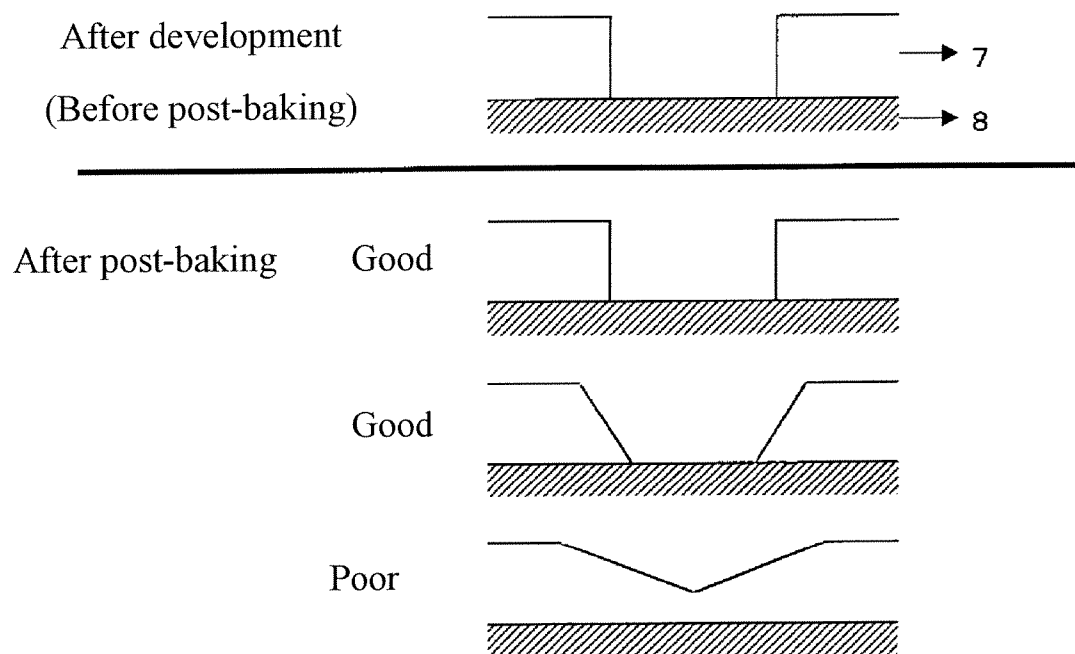 After development
7
(Before post-baking)
8
After post-baking Good
Good
Poor